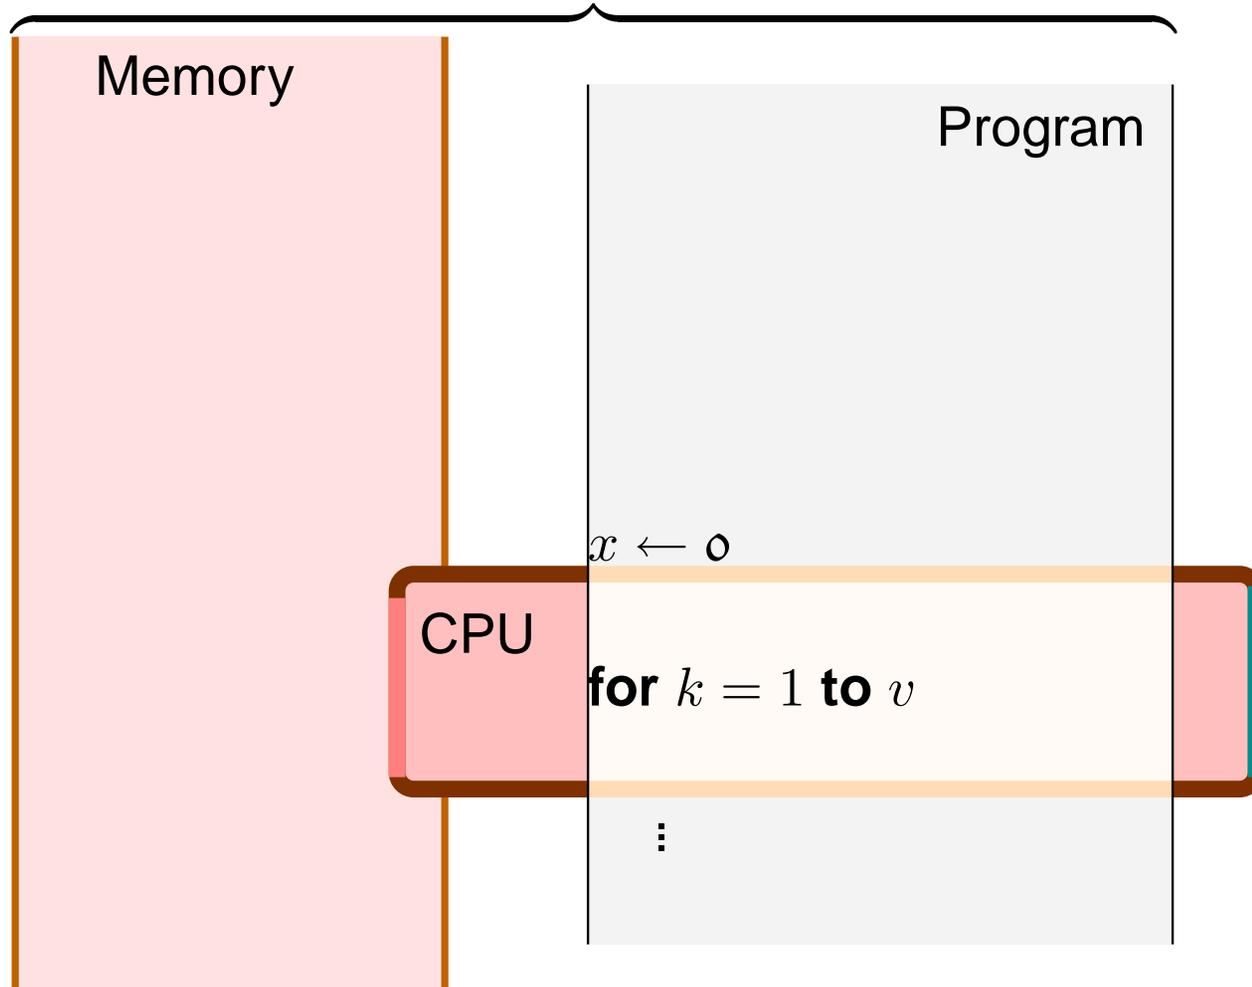 Memory
Program
x ← 0
CPU
for k = 1 to v
⋮